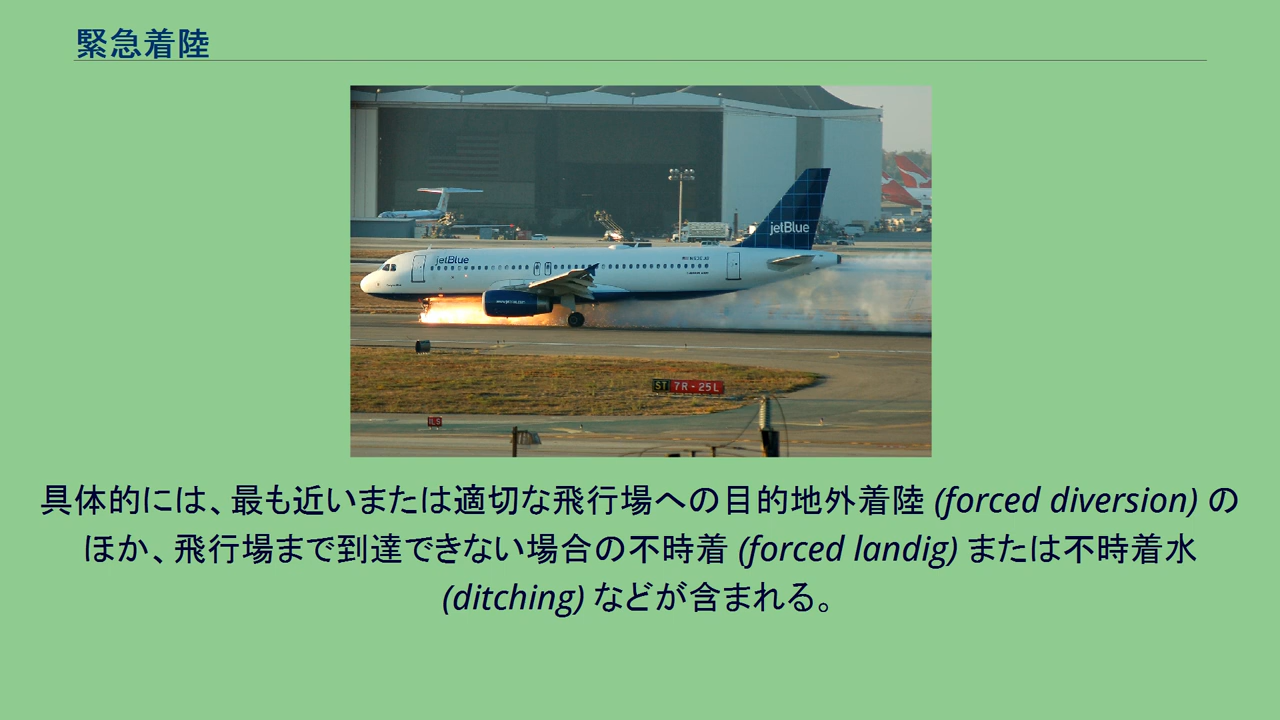 緊急着陸
jetBlue
jetBlue
ST 7R-25L
ILS
具体的には、最も近いまたは適切な飛行場への目的地外着陸 (forced diversion) の
ほか、飛行場まで到達できない場合の不時着 (forced landig) または不時着水
(ditching) などが含まれる。